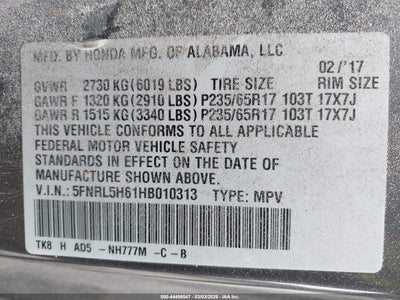 MFD. BY HONDA MFG. OF ALABAMA, LLC
02/'17
GVWR 2730 KG(6019 LBS) TIRE SIZE RIM SIZE
GAWR F 1320 KG(2910 LBS) P235/65R17 103T 17X7J
GAWR R 1515 KG(3340 LBS) P235/65R17 103T 17X7J
THIS VEHICLE CONFORMS TO ALL APPLICABLE
FEDERAL MOTOR VEHICLE SAFETY
STANDARDS IN EFFECT ON THE DATE OF
MANUFACTURE SHOWN ABOVE.
V.I.N.: 5FNRL5H61HB010313 TYPE: MPV
TK8 H AD5 -NH777M -C-B
000-44496047 - 03/03/2026 - IAAI.COM